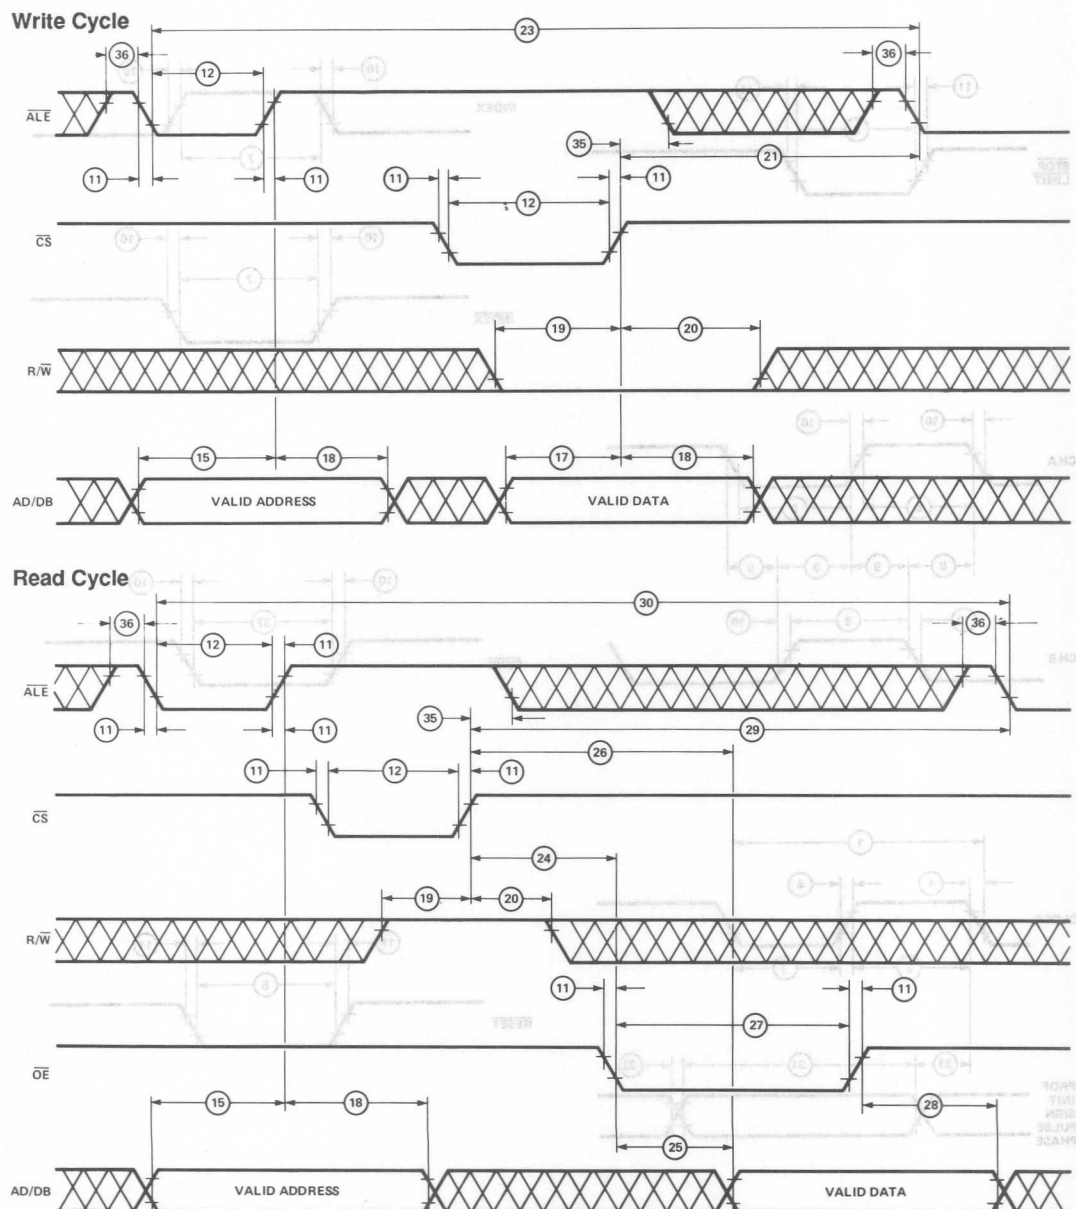 Write Cycle
23
36 12 36
ALE
35 21
11 11 11 11
12
CS
19 20
R/W
15 18 17 18
AD/DB VALID ADDRESS VALID DATA
Read Cycle
30
36 12 11 36
ALE
11 11 35 29
26
11 12 11
CS
24
19 20
R/W
11 11
27
OE
15 18 28
25
AD/DB VALID ADDRESS VALID DATA